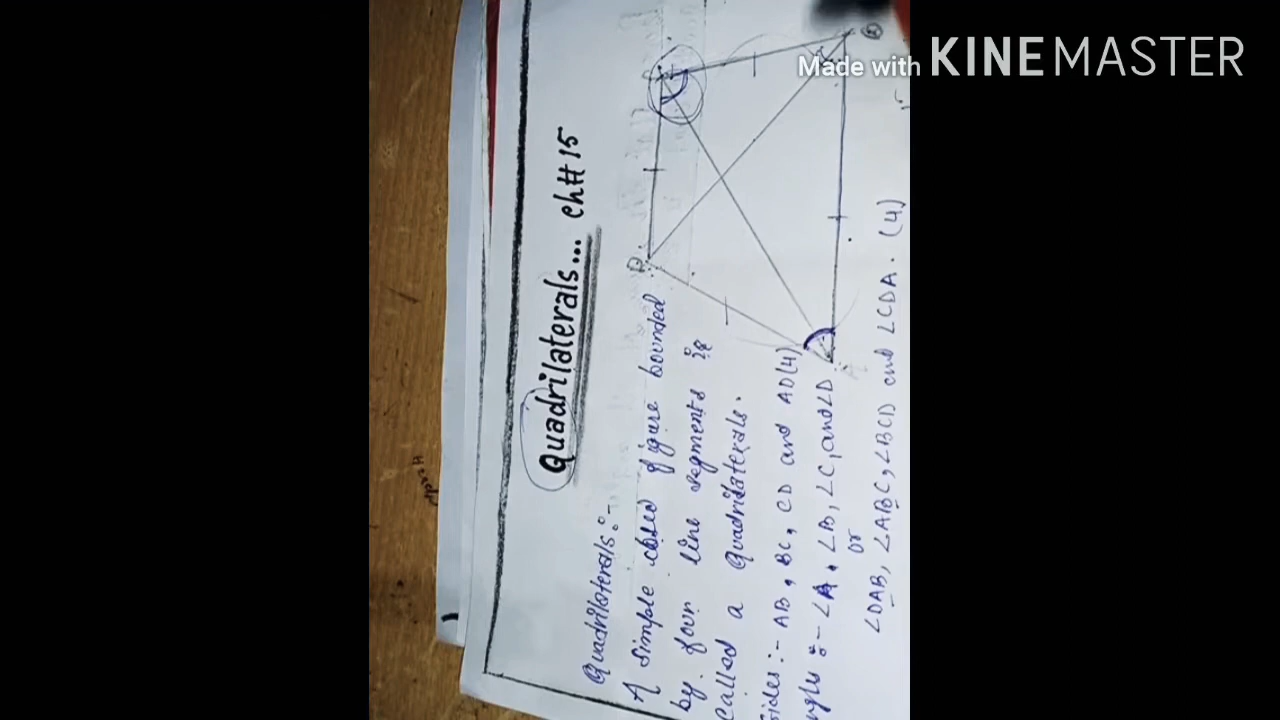 Made with KINEMASTER
Quadrilaterals... ch# 15
Quadrilaterals:-
A simple closed figure bounded
by four line segments is
called a Quadrilaterals.
Sides:- AB, BC, CD and AD (4)
ngles:- ∠A, ∠B, ∠C, and ∠D
or
∠DAB, ∠ABC, ∠BCD and ∠CDA. (4)
D
A
B